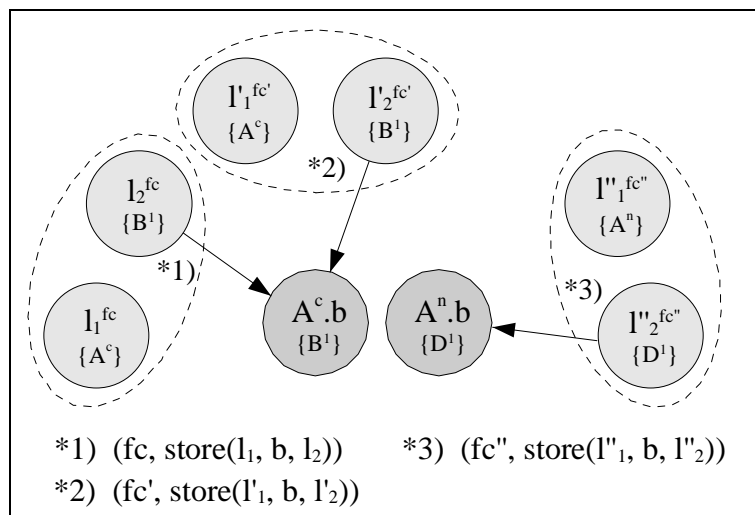 l'₁ᶠᶜ' l'₂ᶠᶜ'
{Aᶜ} {B¹}
*2)
l₂ᶠᶜ l"₁ᶠᶜ"
{B¹} {Aⁿ}
*1) *3)
l₁ᶠᶜ Aᶜ.b Aⁿ.b l"₂ᶠᶜ"
{Aᶜ} {B¹} {D¹} {D¹}
*1) (fc, store(l₁, b, l₂)) *3) (fc", store(l"₁, b, l"₂))
*2) (fc', store(l'₁, b, l'₂))